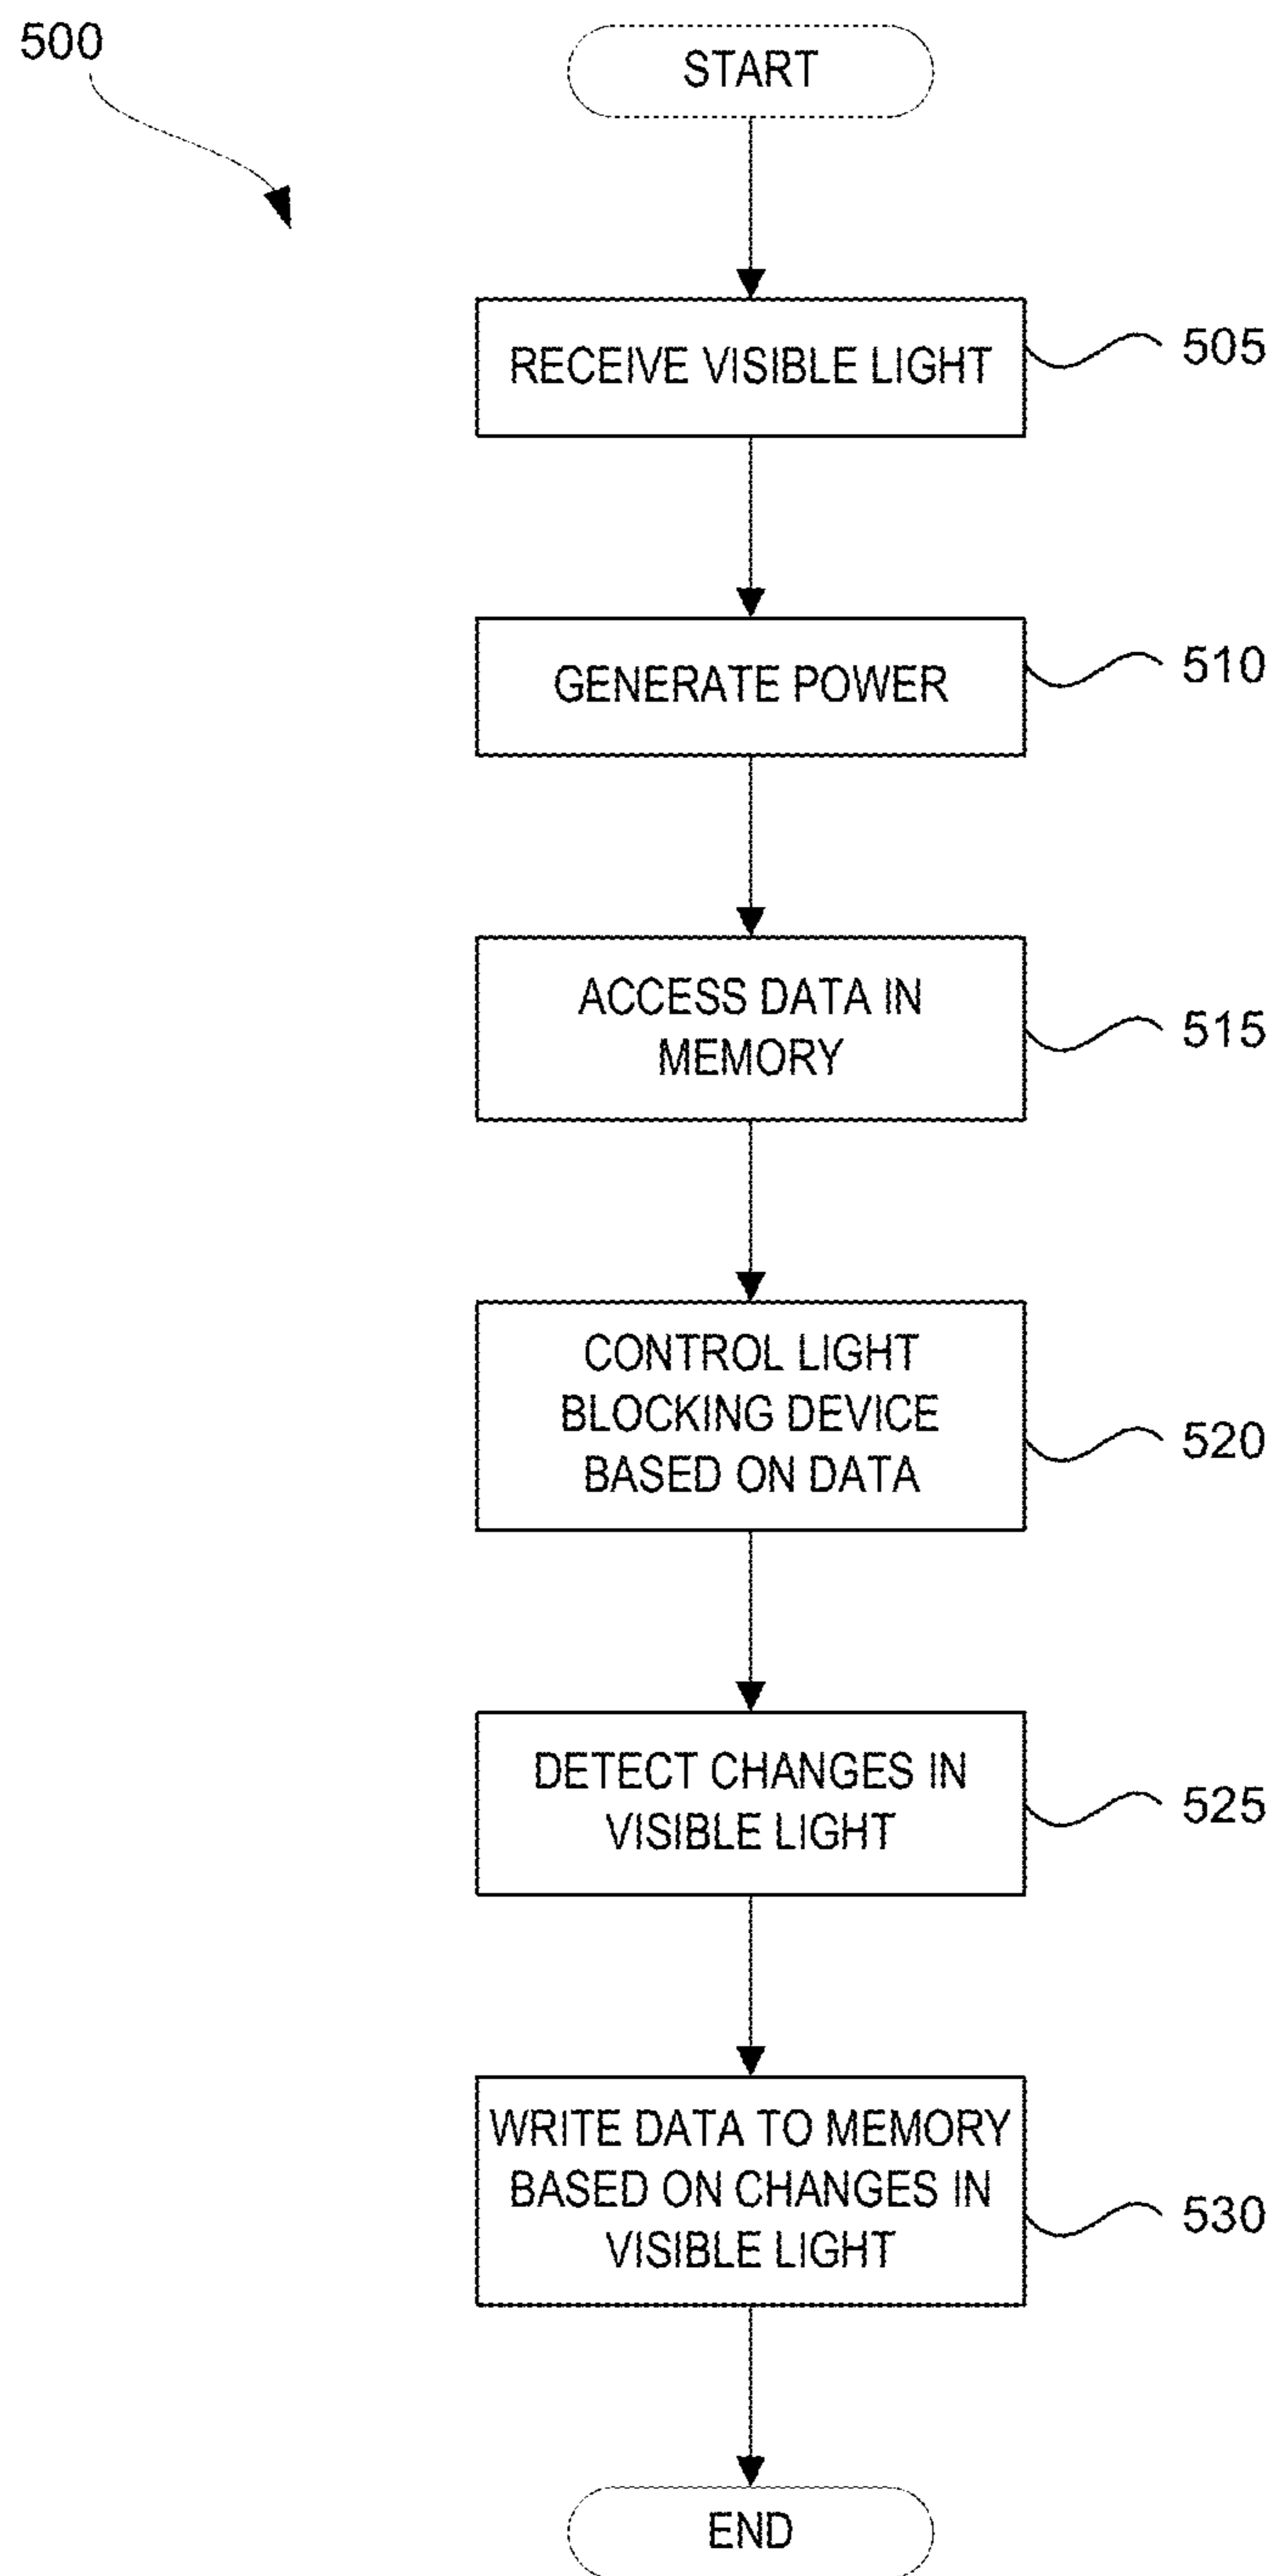 500
START
RECEIVE VISIBLE LIGHT
505
GENERATE POWER
510
ACCESS DATA IN
MEMORY
515
CONTROL LIGHT
BLOCKING DEVICE
BASED ON DATA
520
DETECT CHANGES IN
VISIBLE LIGHT
525
WRITE DATA TO MEMORY
BASED ON CHANGES IN
VISIBLE LIGHT
530
END